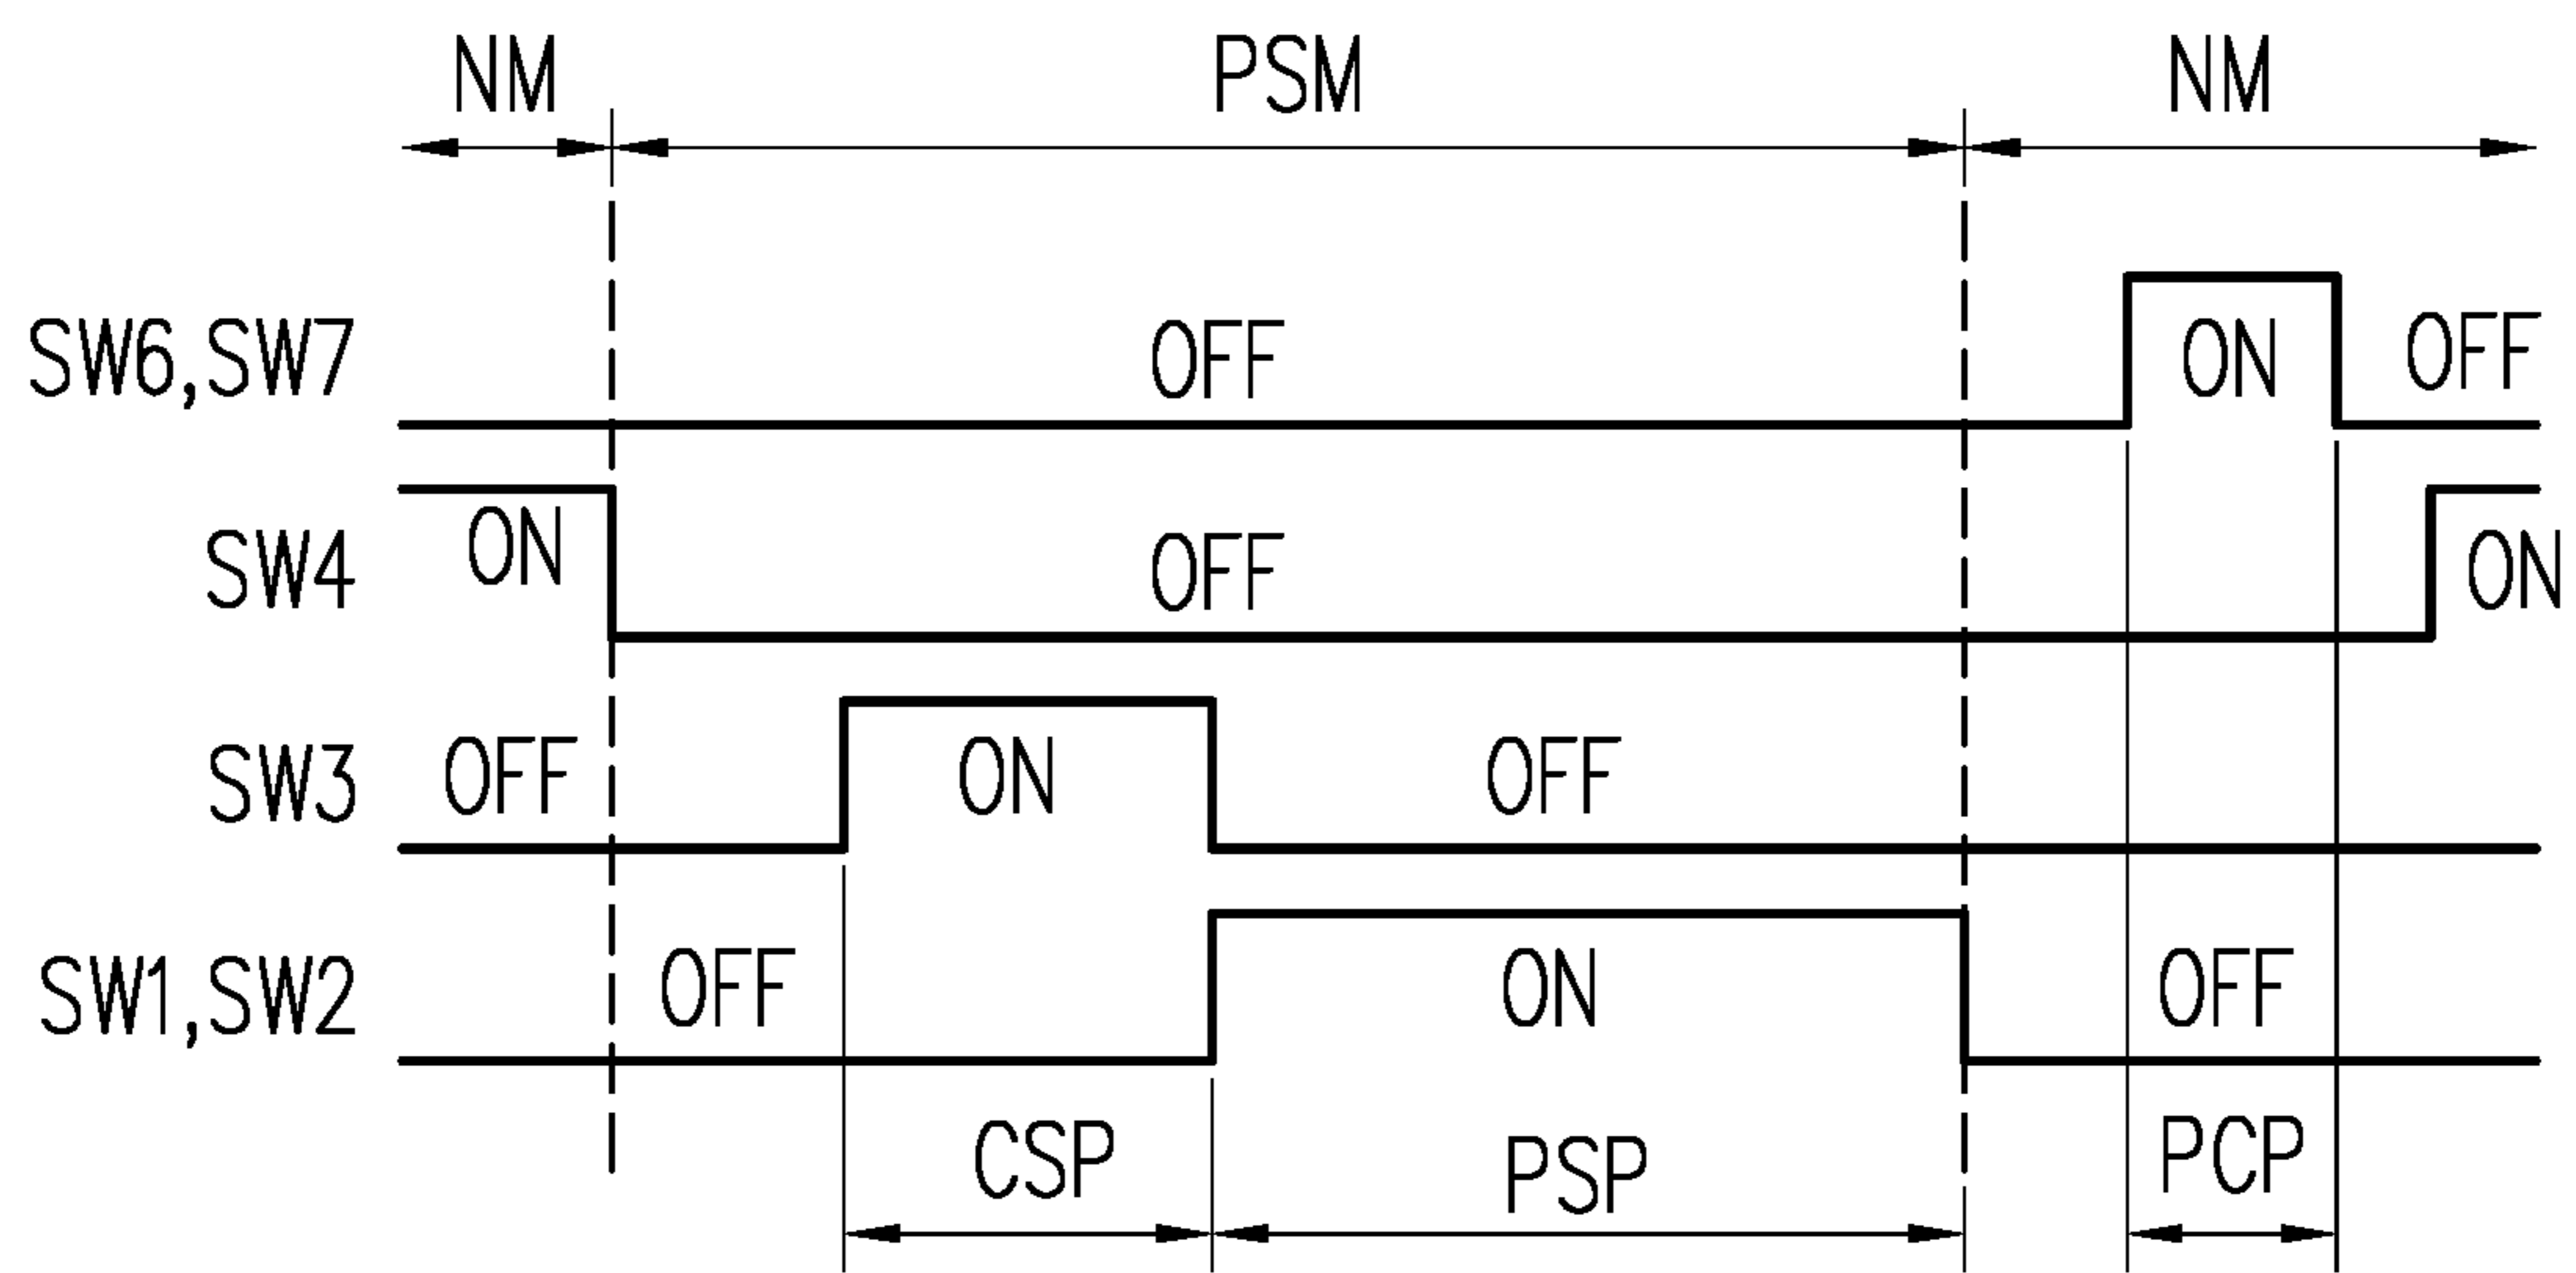 NM PSM NM
SW6,SW7 OFF ON OFF
SW4 ON OFF ON
SW3 OFF ON OFF
SW1,SW2 OFF ON OFF
CSP PSP PCP